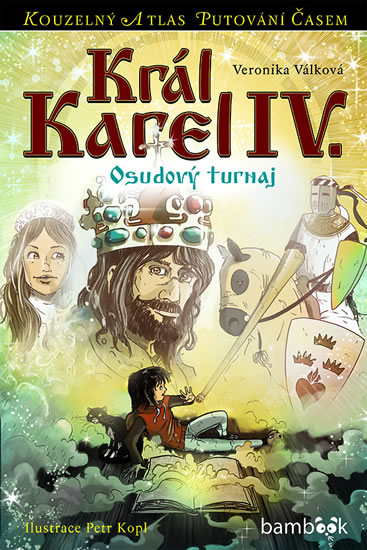 Kouzelný Atlas Putování Časem
Veronika Válková
Král
Karel IV.
Osudový turnaj
Ilustrace Petr Kopl
bambook